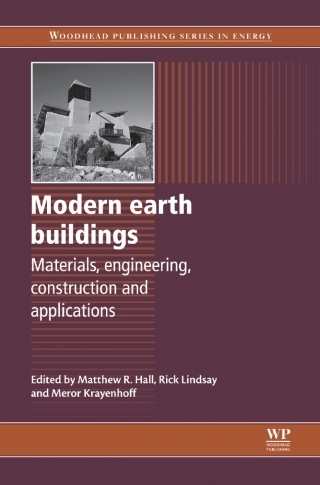 WOODHEAD PUBLISHING SERIES IN ENERGY
Modern earth
buildings
Materials, engineering,
construction and
applications
Edited by Matthew R. Hall, Rick Lindsay
and Meror Krayenhoff
WP
WOODHEAD
PUBLISHING